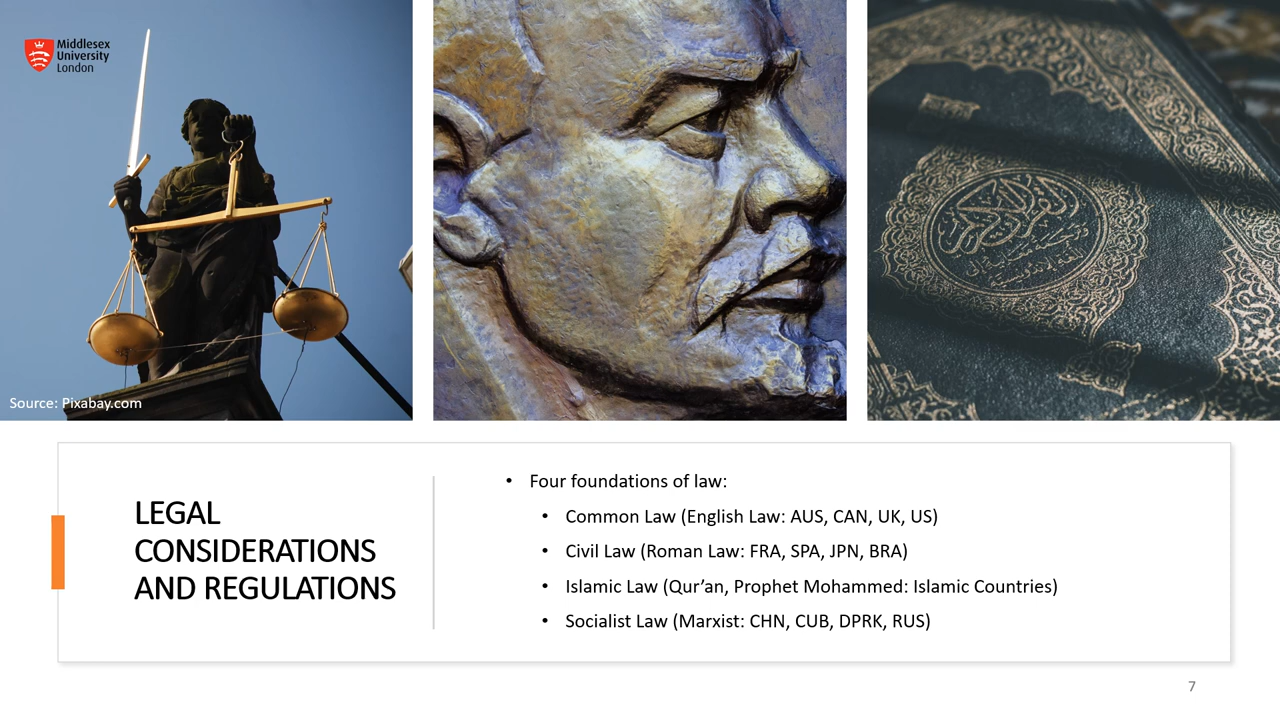 Middlesex
University
London
Source: Pixabay.com
LEGAL
CONSIDERATIONS
AND REGULATIONS
• Four foundations of law:
• Common Law (English Law: AUS, CAN, UK, US)
• Civil Law (Roman Law: FRA, SPA, JPN, BRA)
• Islamic Law (Qur’an, Prophet Mohammed: Islamic Countries)
• Socialist Law (Marxist: CHN, CUB, DPRK, RUS)
7